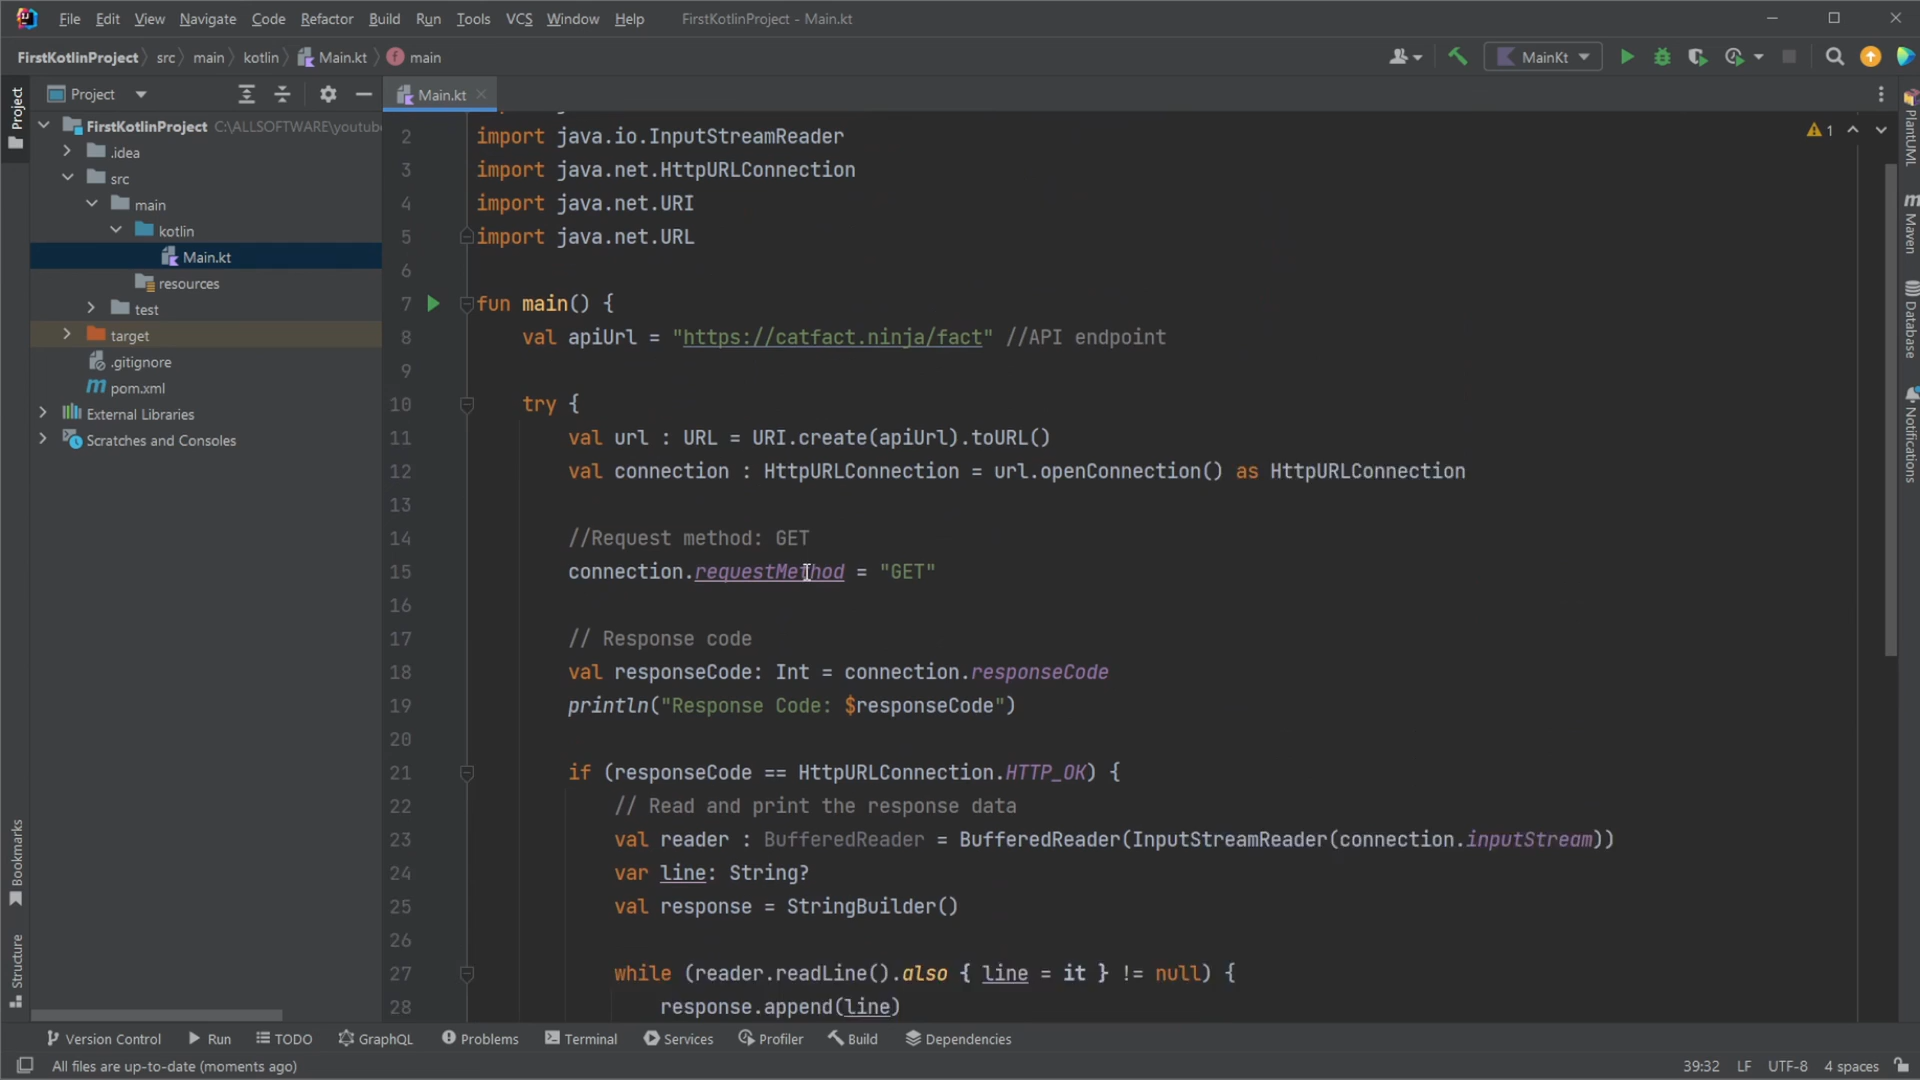 File Edit View Navigate Code Refactor Build Run Tools VCS Window Help FirstKotlinProject - Main.kt
FirstKotlinProject src main kotlin Main.kt main MainKt
Project
Main.kt
FirstKotlinProject C:\ALLSOFTWARE\youtub
.idea
src
main
kotlin
Main.kt
resources
test
target
.gitignore
pom.xml
External Libraries
Scratches and Consoles
Project
Bookmarks
Structure
1
2 import java.io.InputStreamReader
3 import java.net.HttpURLConnection
4 import java.net.URI
5 import java.net.URL
6
7 fun main() {
8 val apiUrl = "https://catfact.ninja/fact" //API endpoint
9
10 try {
11 val url : URL = URI.create(apiUrl).toURL()
12 val connection : HttpURLConnection = url.openConnection() as HttpURLConnection
13
14 //Request method: GET
15 connection.requestMethod = "GET"
16
17 // Response code
18 val responseCode: Int = connection.responseCode
19 println("Response Code: $responseCode")
20
21 if (responseCode == HttpURLConnection.HTTP_OK) {
22 // Read and print the response data
23 val reader : BufferedReader = BufferedReader(InputStreamReader(connection.inputStream))
24 var line: String?
25 val response = StringBuilder()
26
27 while (reader.readLine().also { line = it } != null) {
28 response.append(line)
PlantUML
m Maven
Database
Notifications
Version Control Run TODO GraphQL Problems Terminal Services Profiler Build Dependencies
All files are up-to-date (moments ago) 39:32 LF UTF-8 4 spaces